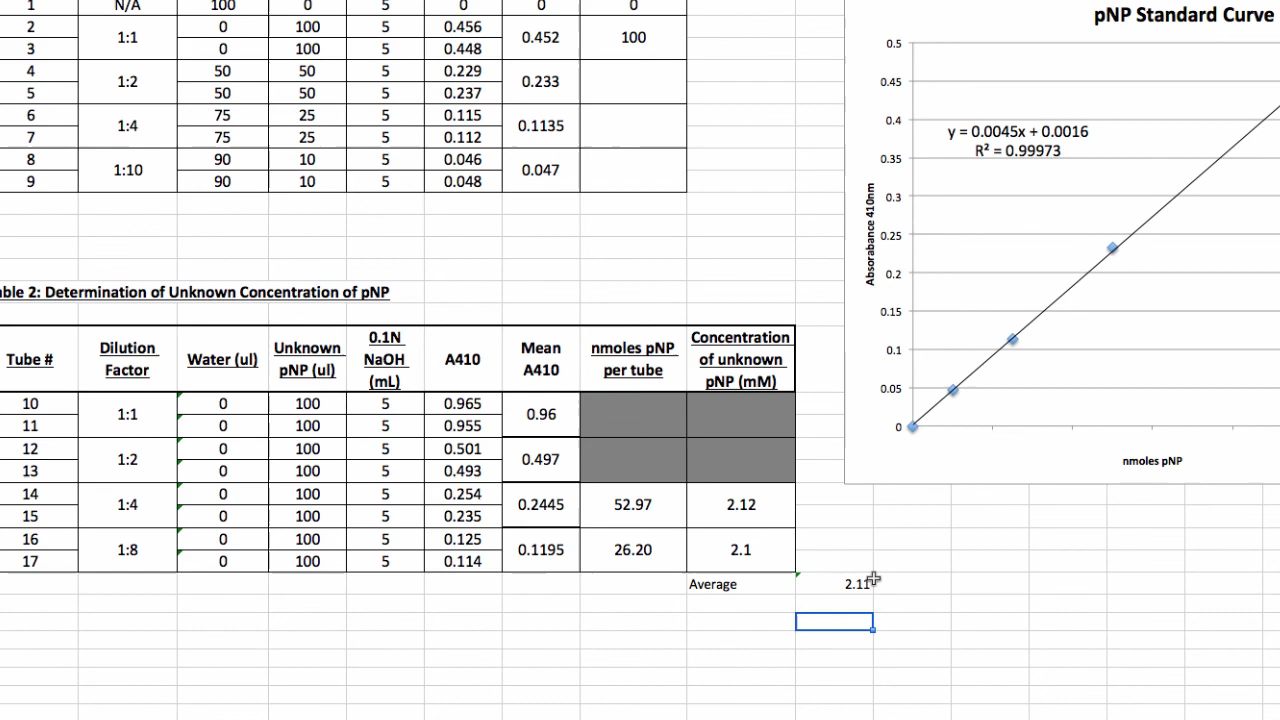 1 N/A 100 0 5 0 0 0
2 0 100 5 0.456
1:1 0.452 100
3 0 100 5 0.448
4 50 50 5 0.229
1:2 0.233
5 50 50 5 0.237
6 75 25 5 0.115
1:4 0.1135
7 75 25 5 0.112
8 90 10 5 0.046
1:10 0.047
9 90 10 5 0.048
able 2: Determination of Unknown Concentration of pNP
Tube #
Dilution
Factor
Water (ul)
Unknown
pNP (ul)
0.1N
NaOH
(mL)
A410
Mean
A410
nmoles pNP
per tube
Concentration
of unknown
pNP (mM)
10 0 100 5 0.965
1:1 0.96
11 0 100 5 0.955
12 0 100 5 0.501
1:2 0.497
13 0 100 5 0.493
14 0 100 5 0.254
1:4 0.2445 52.97 2.12
15 0 100 5 0.235
16 0 100 5 0.125
1:8 0.1195 26.20 2.1
17 0 100 5 0.114
Average 2.11
pNP Standard Curve
0.5
0.45
0.4
0.35
0.3
0.25
0.2
0.15
0.1
0.05
0
y = 0.0045x + 0.0016
R² = 0.99973
Absorabance 410nm
nmoles pNP